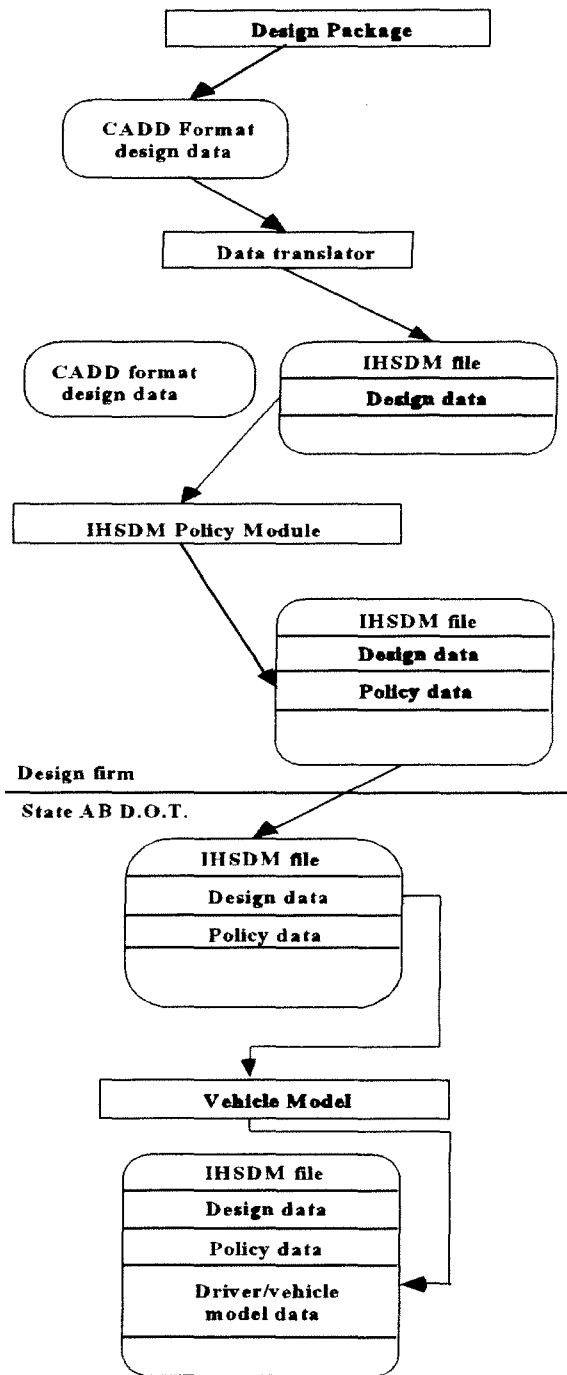 Design Package
CADD Format
design data
Data translator
CADD format
design data
IHSDM file
Design data
IHSDM Policy Module
IHSDM file
Design data
Policy data
Design firm
State AB D.O.T.
IHSDM file
Design data
Policy data
Vehicle Model
IHSDM file
Design data
Policy data
Driver/vehicle
model data